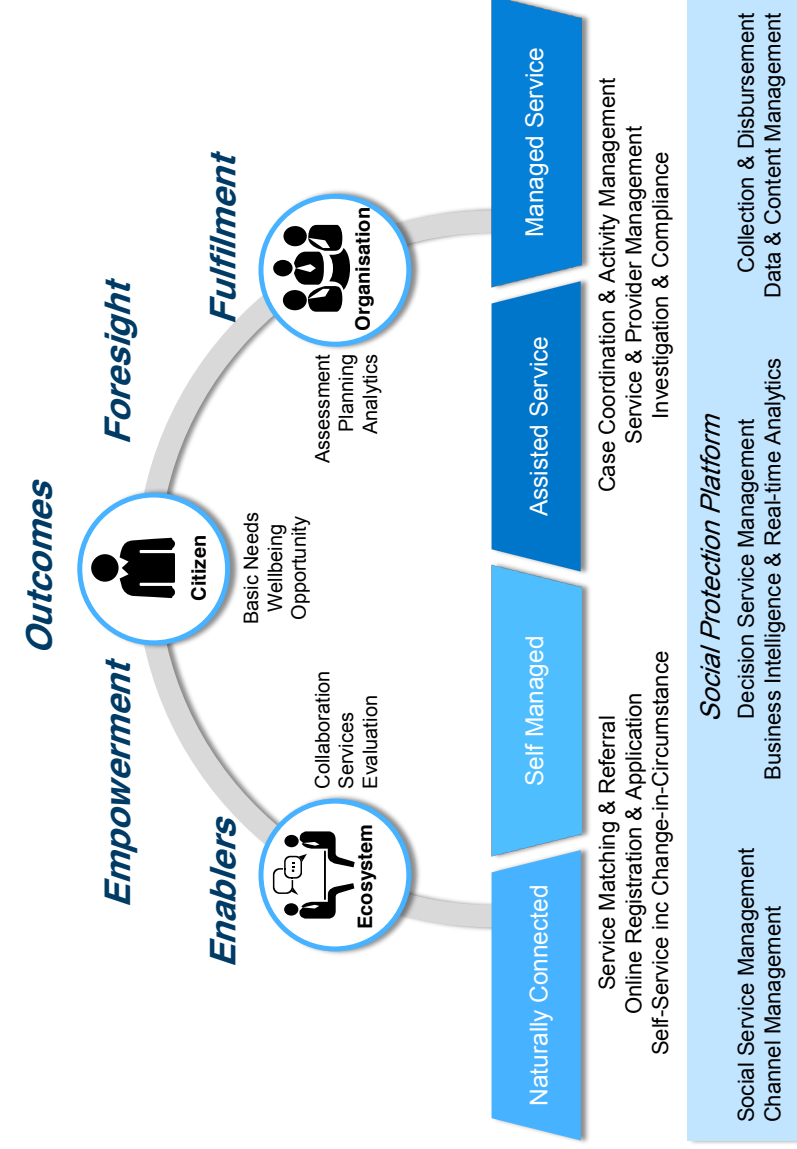 Outcomes
Empowerment
Foresight
Enablers
Fulfilment
Citizen
Basic Needs
Wellbeing
Opportunity
Ecosystem
Collaboration
Services
Evaluation
Organisation
Assessment
Planning
Analytics
Naturally Connected
Self Managed
Assisted Service
Managed Service
Service Matching & Referral
Online Registration & Application
Self-Service inc Change-in-Circumstance
Case Coordination & Activity Management
Service & Provider Management
Investigation & Compliance
Social Protection Platform
Social Service Management
Channel Management
Decision Service Management
Business Intelligence & Real-time Analytics
Collection & Disbursement
Data & Content Management